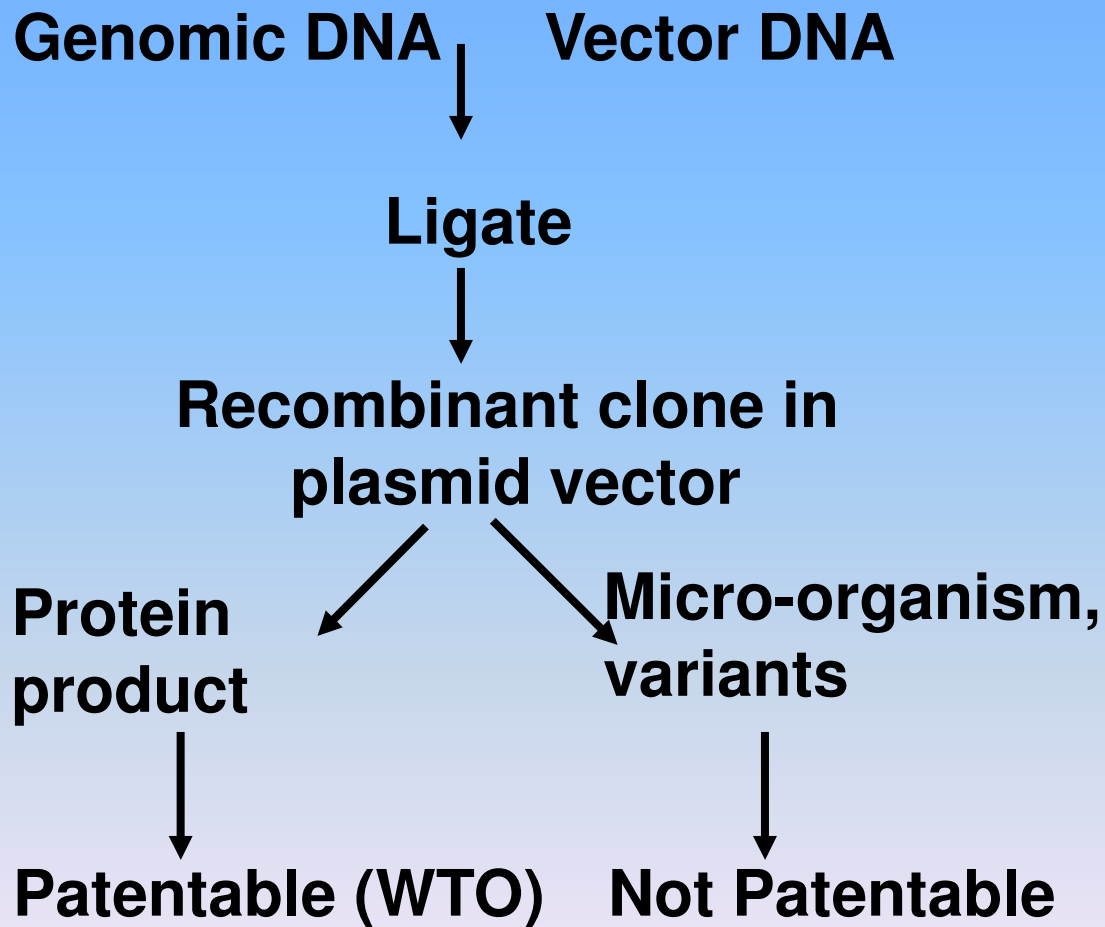 Genomic DNA Vector DNA
Ligate
Recombinant clone in
plasmid vector
Protein
product
Micro-organism,
variants
Patentable (WTO) Not Patentable